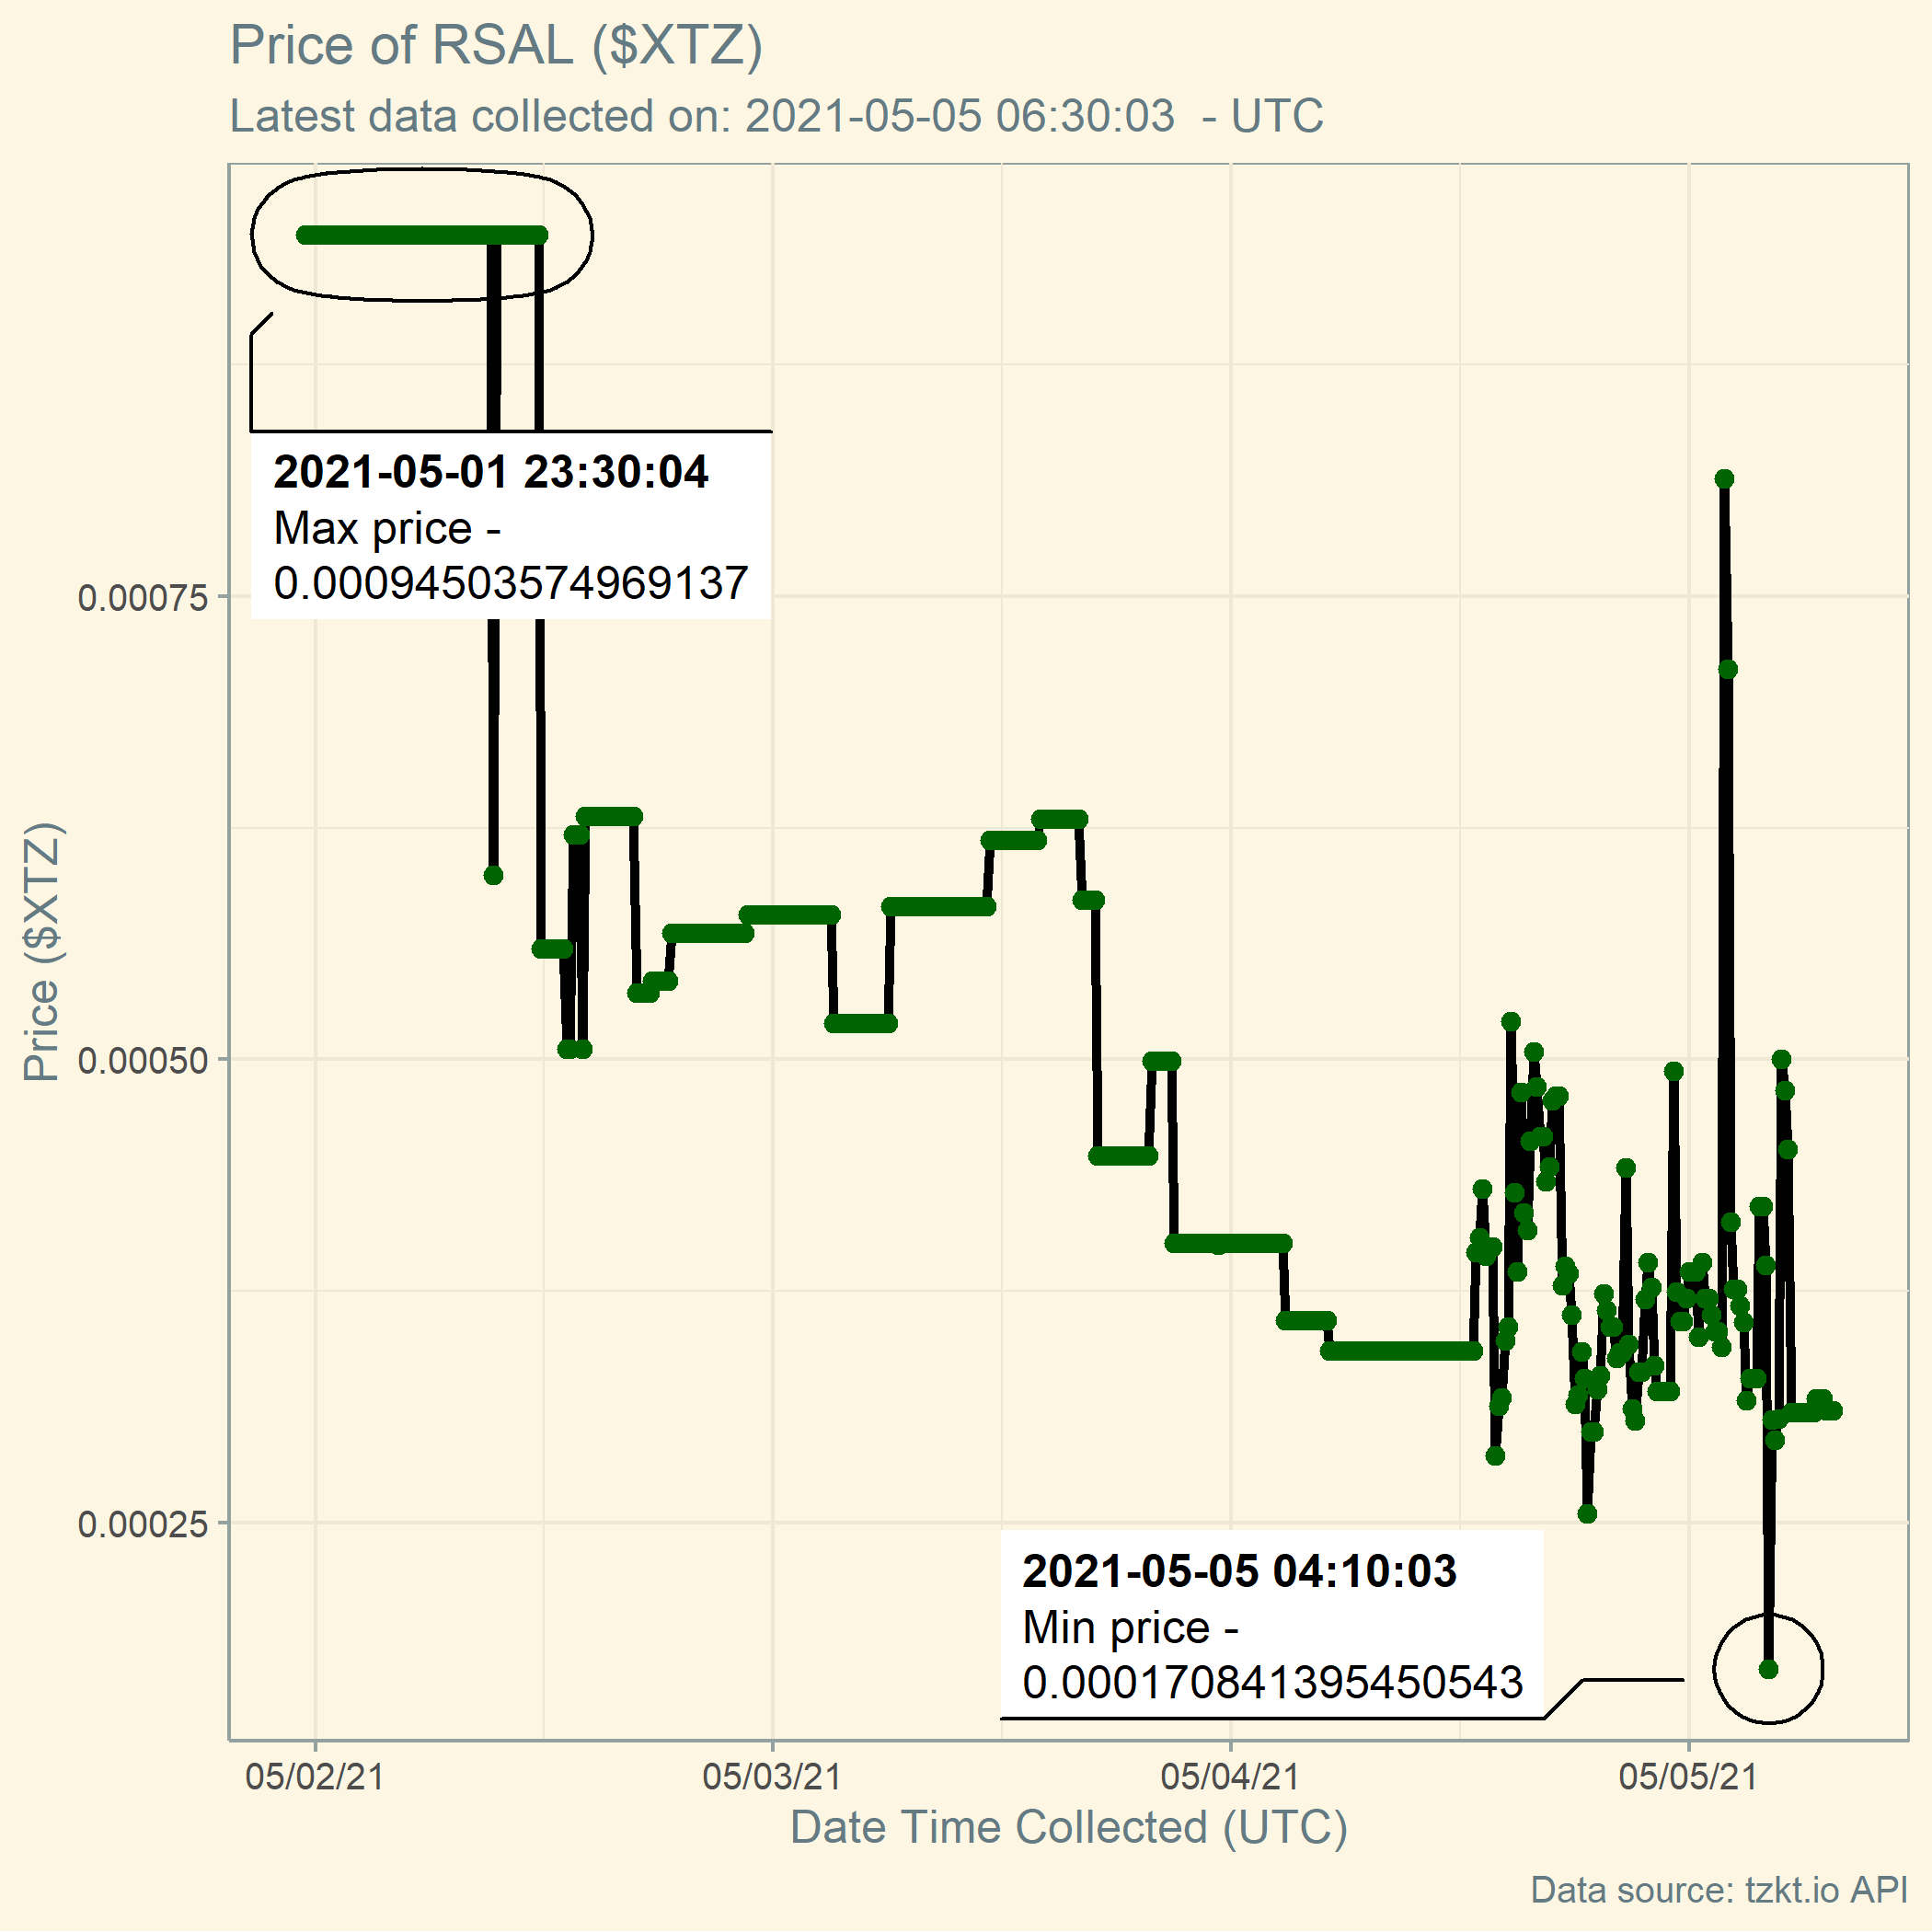 Price of RSAL ($XTZ)
Latest data collected on: 2021-05-05 06:30:03  - UTC
2021-05-01 23:30:04
Max price -
0.000945035749691​37
0.00075
0.00050
0.00025
Price ($XTZ)
2021-05-05 04:10:03
Min price -
0.0001708413954505​43
05/02/21
05/03/21
05/04/21
05/05/21
Date Time Collected (UTC)
Data source: tzkt.io API